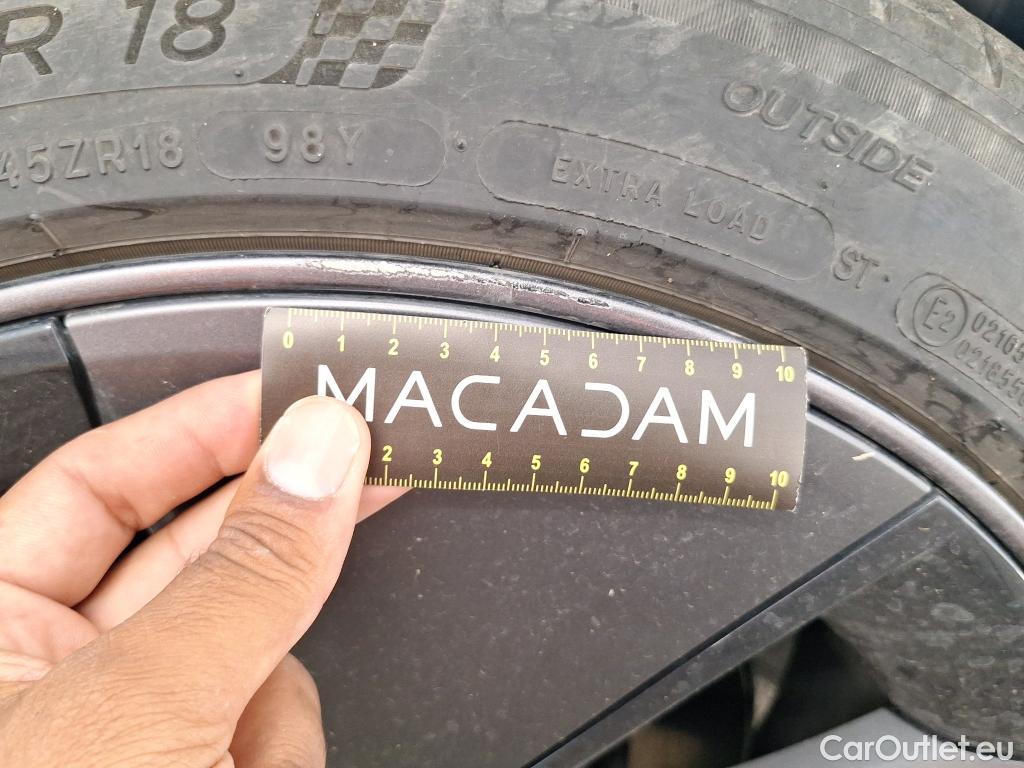 R 18
OUTSIDE
45ZR18 98Y
EXTRA LOAD
ST
E2
0 1 2 3 4 5 6 7 8 9 10
MACADAM
2 3 4 5 6 7 8 9 10
CarOutlet.eu